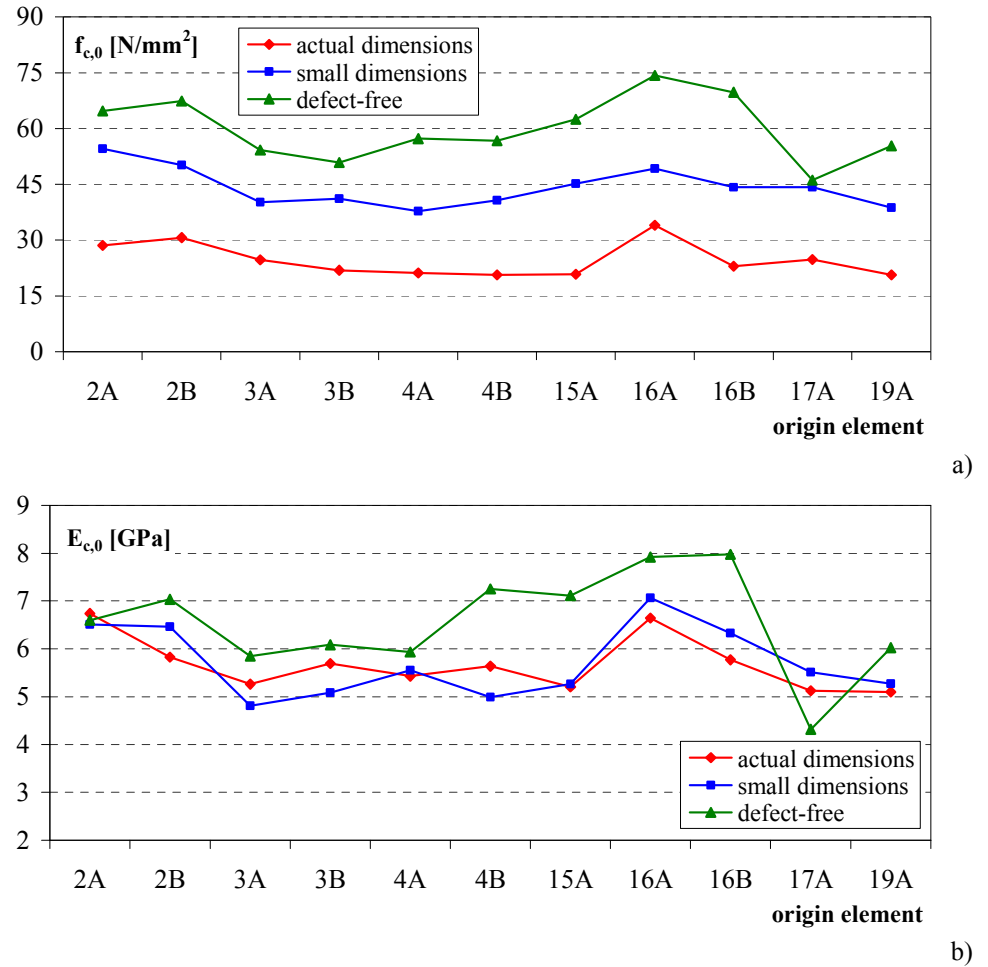 90
f_c,0 [N/mm²]
75
60
45
30
15
0
actual dimensions
small dimensions
defect-free
2A 2B 3A 3B 4A 4B 15A 16A 16B 17A 19A
origin element
a)
9
E_c,0 [GPa]
8
7
6
5
4
3
2
actual dimensions
small dimensions
defect-free
2A 2B 3A 3B 4A 4B 15A 16A 16B 17A 19A
origin element
b)